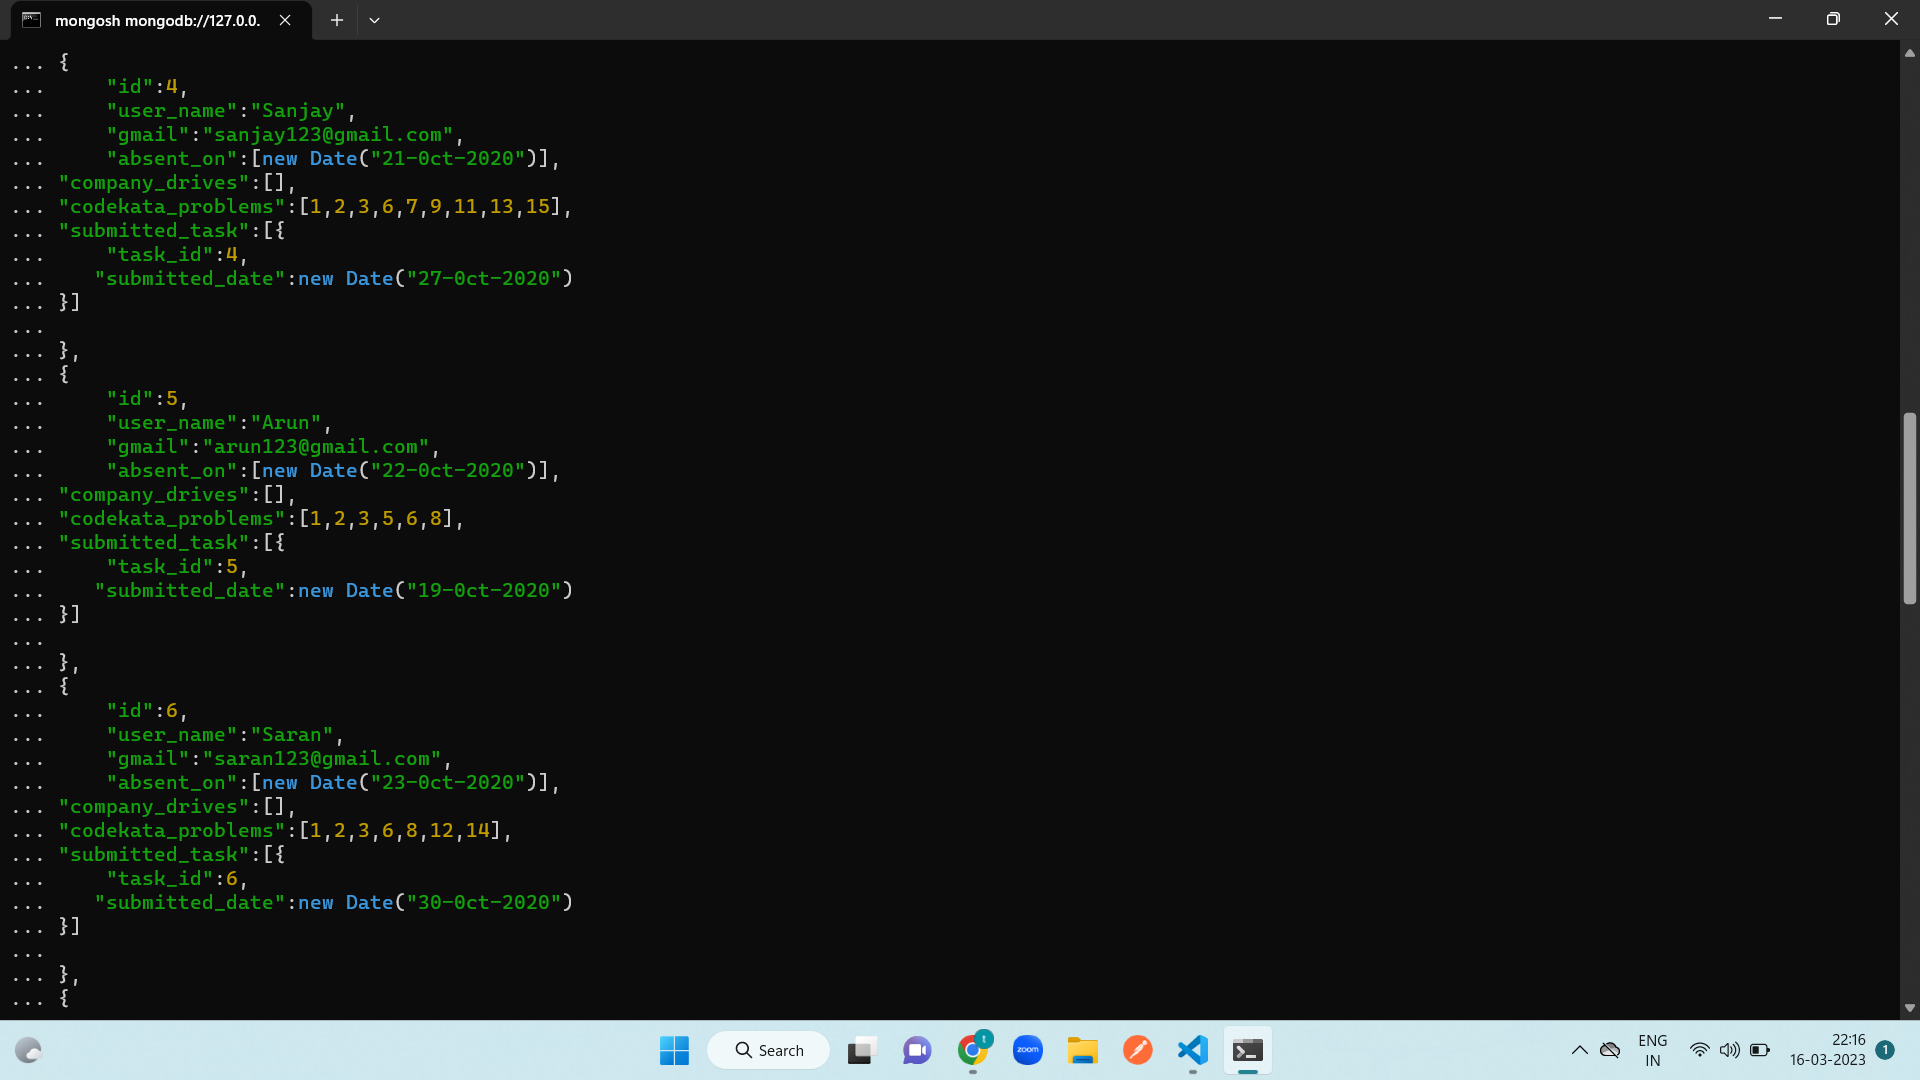 mongosh mongodb://127.0.0.
... {
...     "id":4,
...     "user_name":"Sanjay",
...     "gmail":"sanjay123@gmail.com",
...     "absent_on":[new Date("21-Oct-2020")],
... "company_drives":[],
... "codekata_problems":[1,2,3,6,7,9,11,13,15],
... "submitted_task":[{
...     "task_id":4,
...    "submitted_date":new Date("27-Oct-2020")
... }]
...
... },
... {
...     "id":5,
...     "user_name":"Arun",
...     "gmail":"arun123@gmail.com",
...     "absent_on":[new Date("22-Oct-2020")],
... "company_drives":[],
... "codekata_problems":[1,2,3,5,6,8],
... "submitted_task":[{
...     "task_id":5,
...    "submitted_date":new Date("19-Oct-2020")
... }]
...
... },
... {
...     "id":6,
...     "user_name":"Saran",
...     "gmail":"saran123@gmail.com",
...     "absent_on":[new Date("23-Oct-2020")],
... "company_drives":[],
... "codekata_problems":[1,2,3,6,8,12,14],
... "submitted_task":[{
...     "task_id":6,
...    "submitted_date":new Date("30-Oct-2020")
... }]
...
... },
... {
Search
t
zoom
ENG
IN
22:16
16-03-2023
1